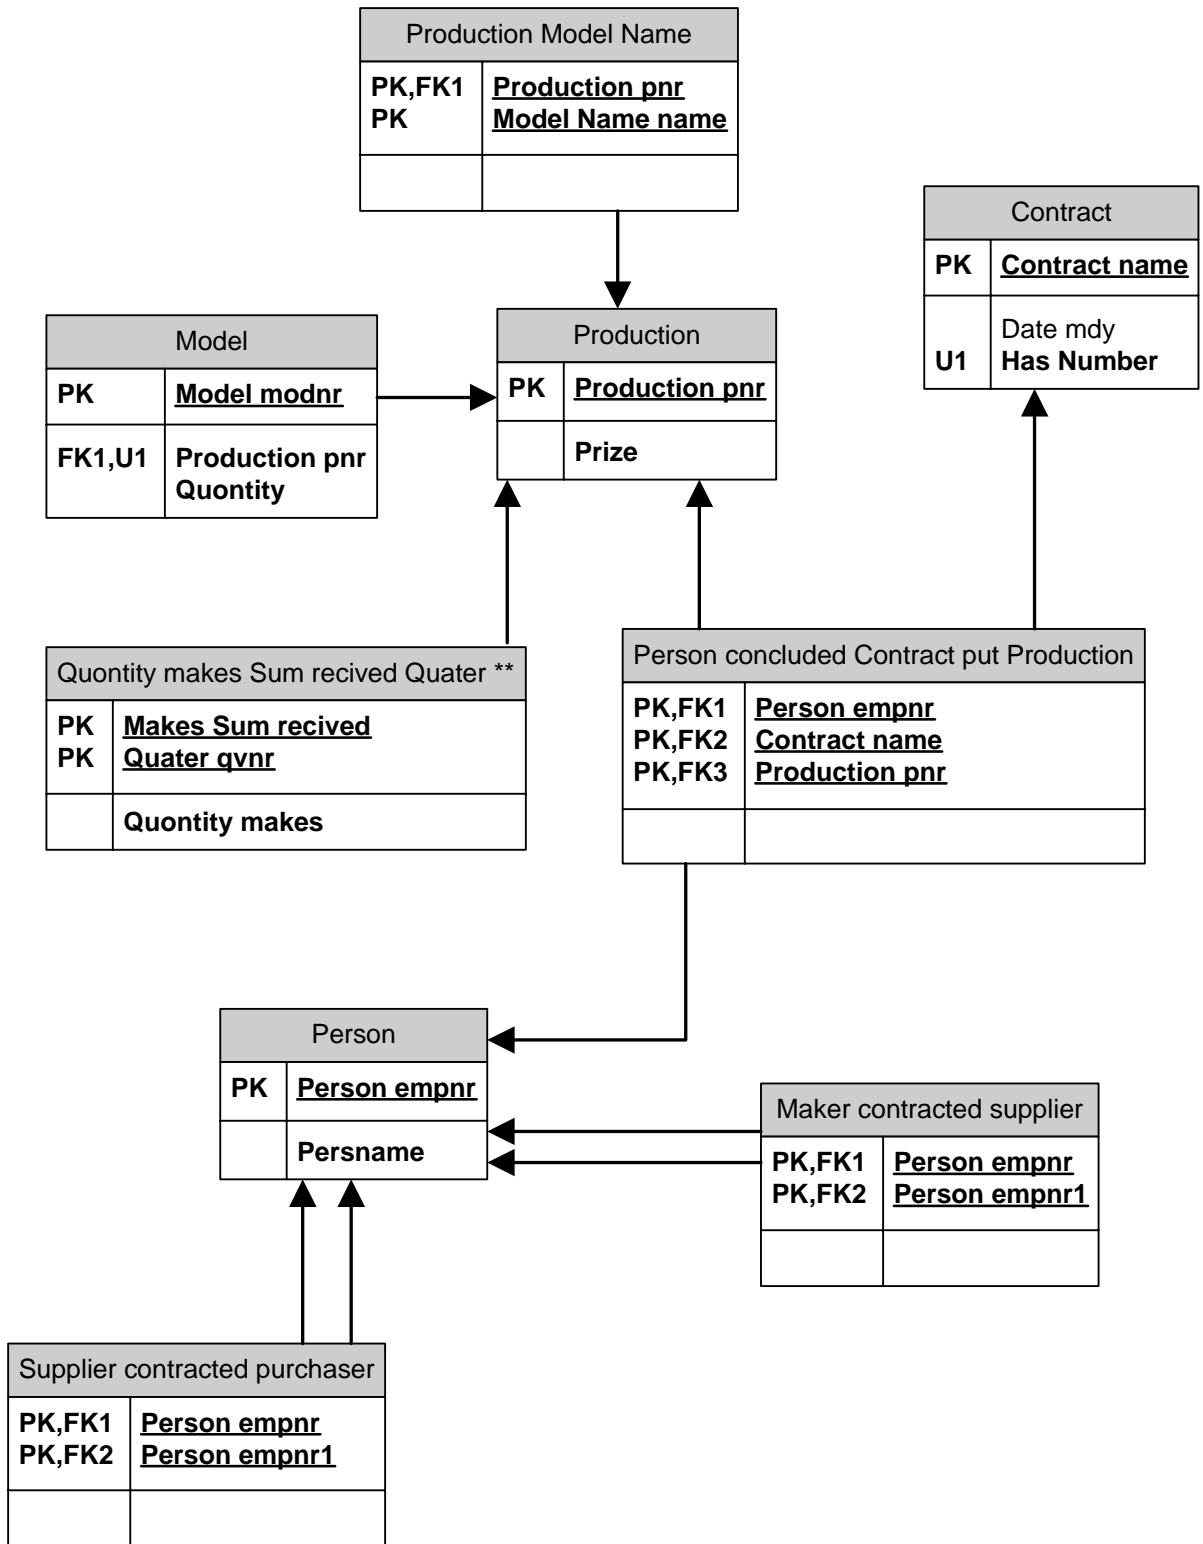 Production Model Name
PK,FK1 Production pnr
PK Model Name name
Contract
PK Contract name
Date mdy
U1 Has Number
Model
PK Model modnr
FK1,U1 Production pnr
Quontity
Production
PK Production pnr
Prize
Quontity makes Sum recived Quater **
PK Makes Sum recived
PK Quater qvnr
Quontity makes
Person concluded Contract put Production
PK,FK1 Person empnr
PK,FK2 Contract name
PK,FK3 Production pnr
Person
PK Person empnr
Persname
Maker contracted supplier
PK,FK1 Person empnr
PK,FK2 Person empnr1
Supplier contracted purchaser
PK,FK1 Person empnr
PK,FK2 Person empnr1